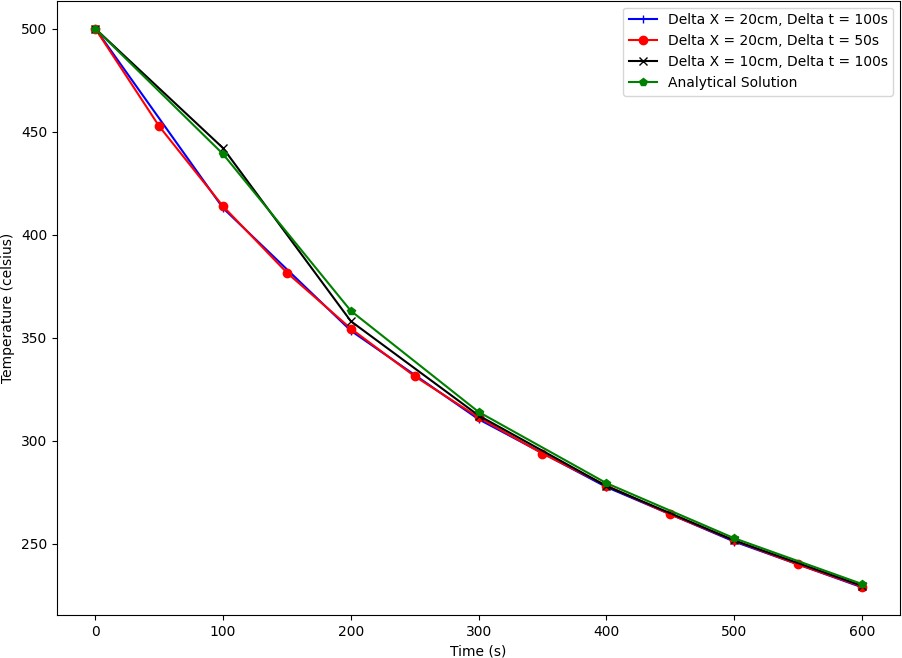 Delta X = 20cm, Delta t = 100s
Delta X = 20cm, Delta t = 50s
Delta X = 10cm, Delta t = 100s
Analytical Solution
500
450
400
350
300
250
Temperature (celsius)
0 100 200 300 400 500 600
Time (s)